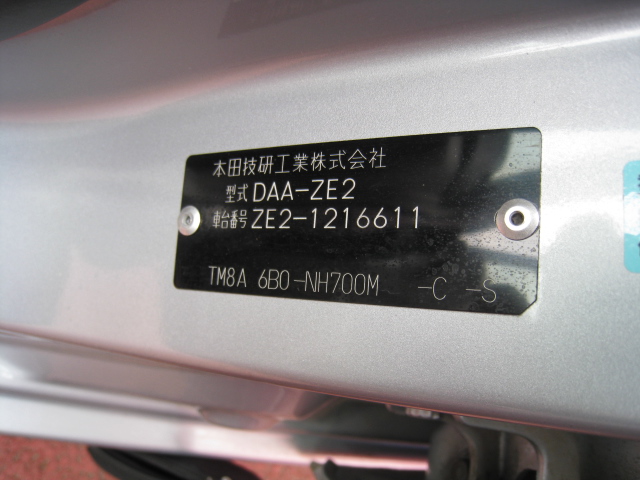 本田技研工業株式会社
型式 DAA-ZE2
車台番号 ZE2-1216611
TM8A 6B0-NH700M -C -S